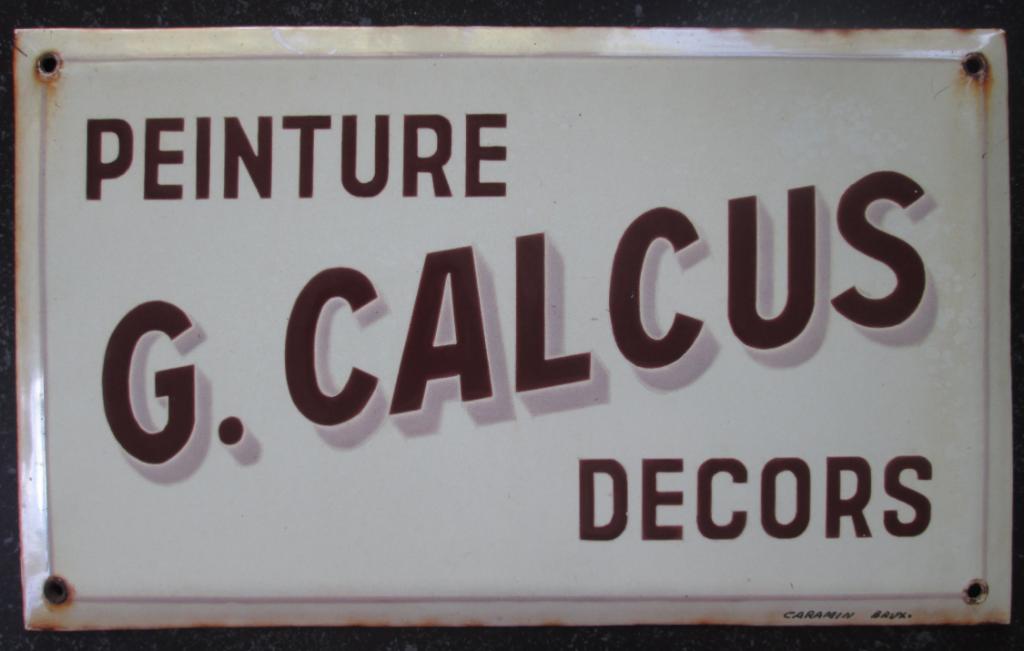 PEINTURE
G. CALCUS
DECORS
CARAMIN BRUX.